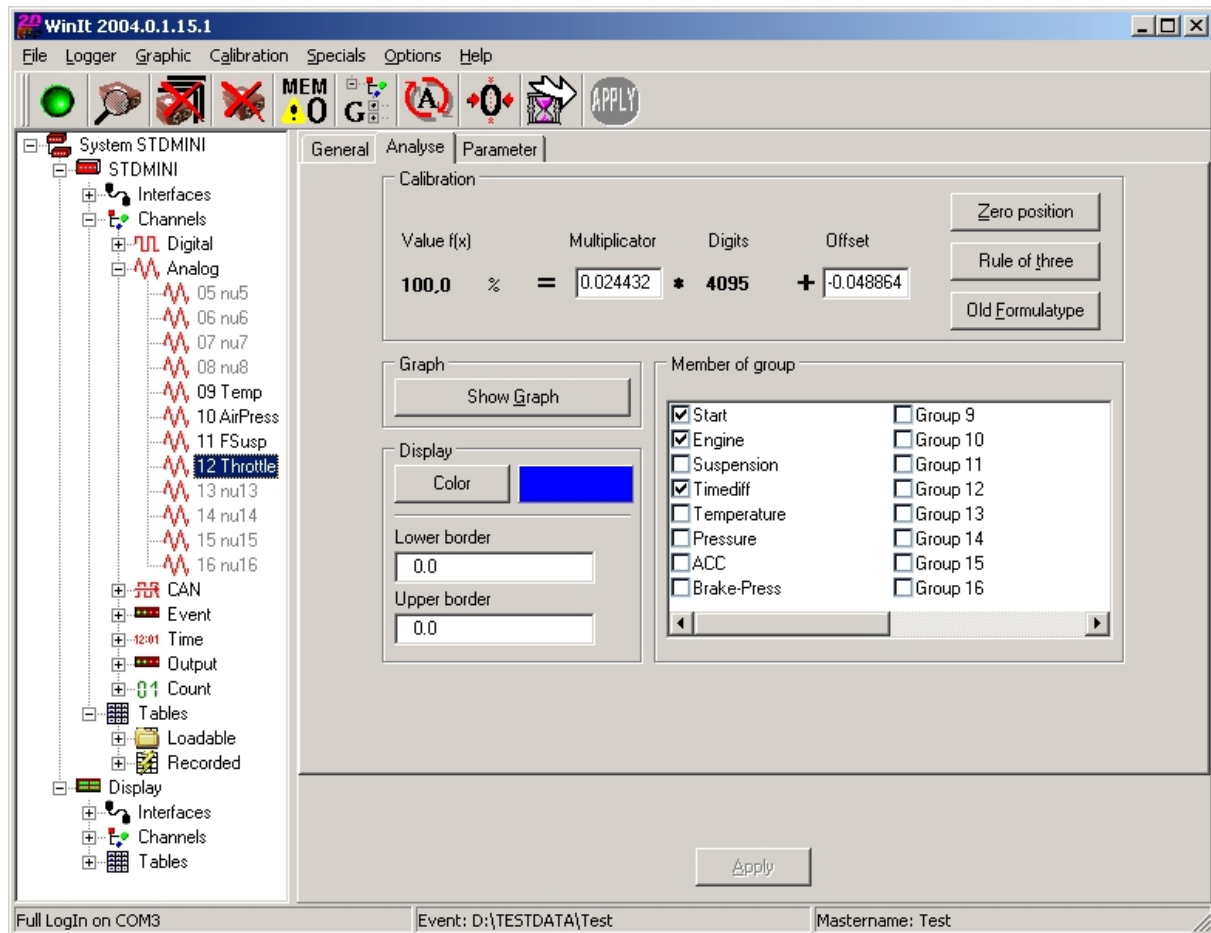 WinIt 2004.0.1.15.1
File Logger Graphic Calibration Specials Options Help
MEM
0 G A 0 APPLY
System STDMINI
STDMINI
Interfaces
Channels
Digital
Analog
05 nu5
06 nu6
07 nu7
08 nu8
09 Temp
10 AirPress
11 FSusp
12 Throttle
13 nu13
14 nu14
15 nu15
16 nu16
CAN
Event
12:01 Time
Output
01 Count
Tables
Loadable
Recorded
Display
Interfaces
Channels
Tables
General Analyse Parameter
Calibration
Value f(x) Multiplicator Digits Offset
100,0 % = 0.024432 * 4095 + -0.048864
Zero position
Rule of three
Old Formulatype
Graph
Show Graph
Display
Color
Lower border
0.0
Upper border
0.0
Member of group
Start
Engine
Suspension
Timediff
Temperature
Pressure
ACC
Brake-Press
Group 9
Group 10
Group 11
Group 12
Group 13
Group 14
Group 15
Group 16
Apply
Full LogIn on COM3 Event: D:\TESTDATA\Test Mastername: Test